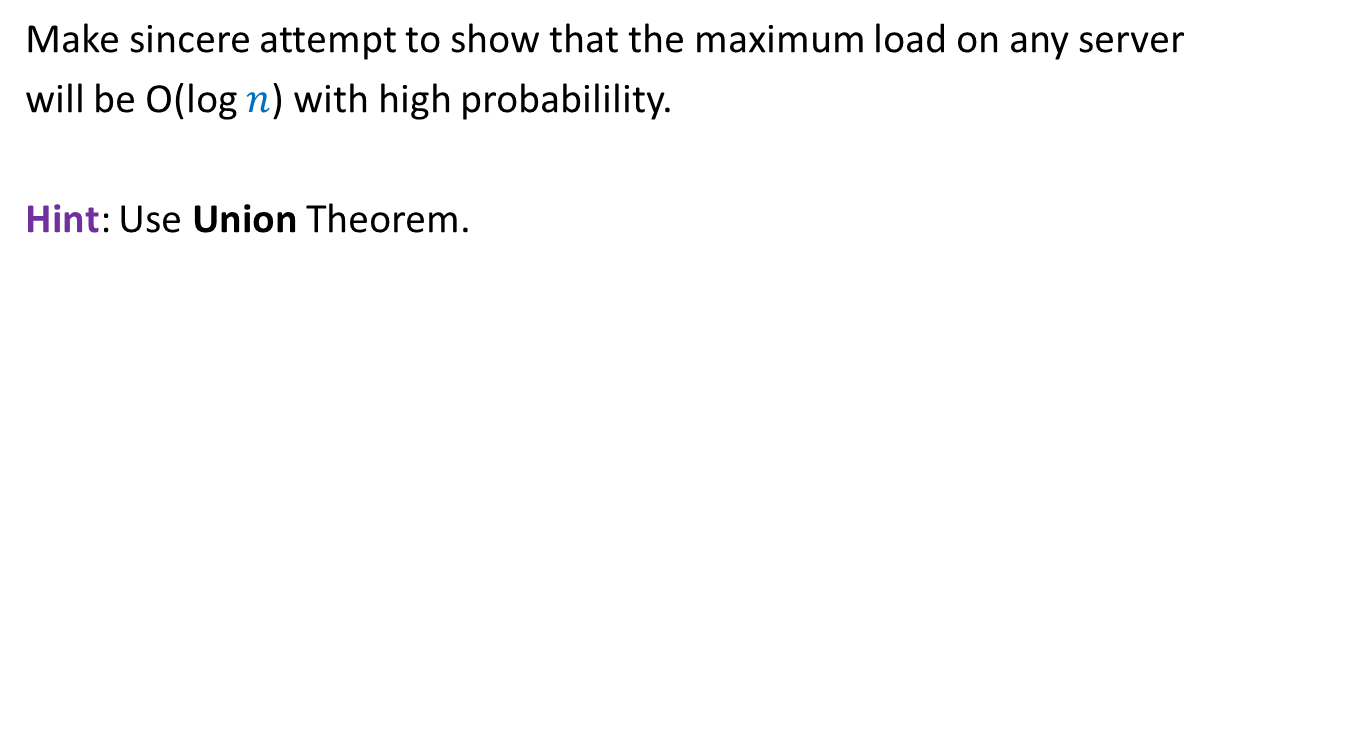 Make sincere attempt to show that the maximum load on any server
will be O(log n) with high probabilility.
Hint: Use Union Theorem.